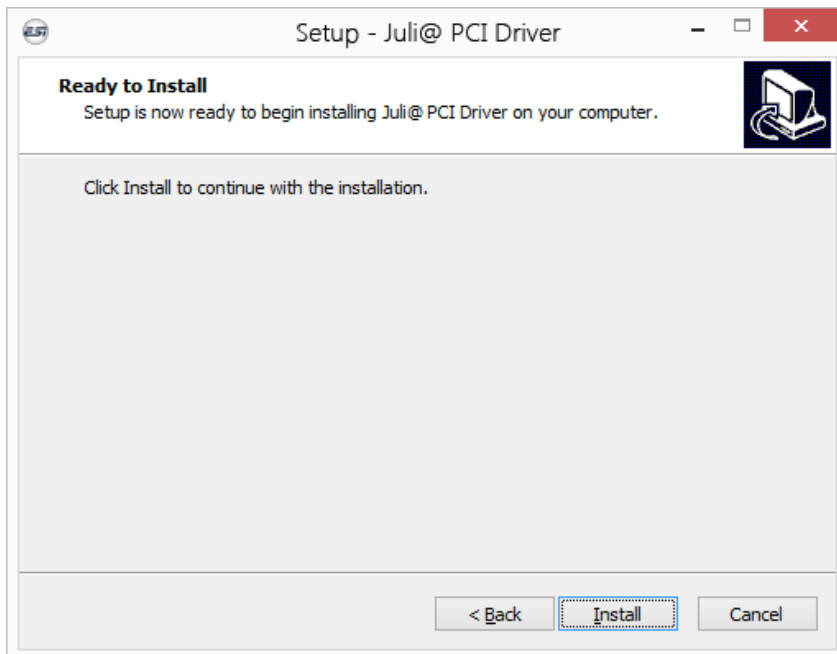 ESI
Setup - Juli@ PCI Driver
Ready to Install
Setup is now ready to begin installing Juli@ PCI Driver on your computer.
Click Install to continue with the installation.
< Back
Install
Cancel